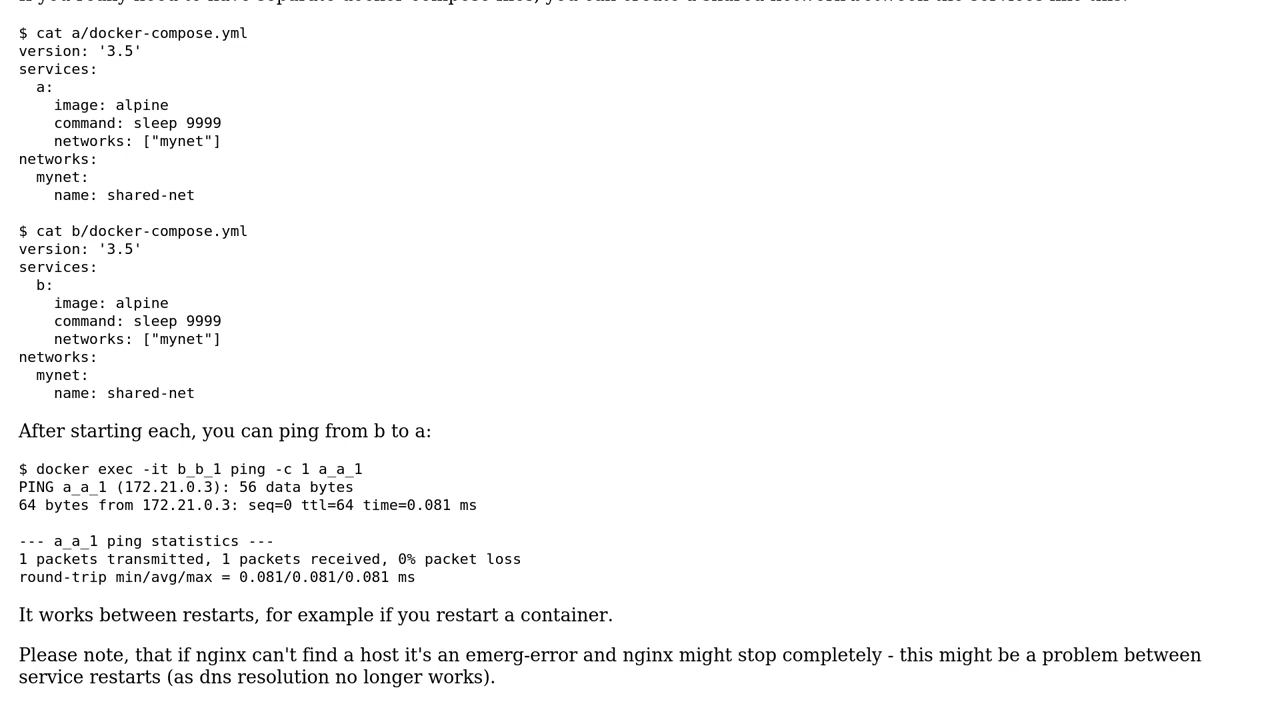 $ cat a/docker-compose.yml
version: '3.5'
services:
  a:
    image: alpine
    command: sleep 9999
    networks: ["mynet"]
networks:
  mynet:
    name: shared-net

$ cat b/docker-compose.yml
version: '3.5'
services:
  b:
    image: alpine
    command: sleep 9999
    networks: ["mynet"]
networks:
  mynet:
    name: shared-net

After starting each, you can ping from b to a:

$ docker exec -it b_b_1 ping -c 1 a_a_1
PING a_a_1 (172.21.0.3): 56 data bytes
64 bytes from 172.21.0.3: seq=0 ttl=64 time=0.081 ms

--- a_a_1 ping statistics ---
1 packets transmitted, 1 packets received, 0% packet loss
round-trip min/avg/max = 0.081/0.081/0.081 ms

It works between restarts, for example if you restart a container.

Please note, that if nginx can't find a host it's an emerg-error and nginx might stop completely - this might be a problem between
service restarts (as dns resolution no longer works).